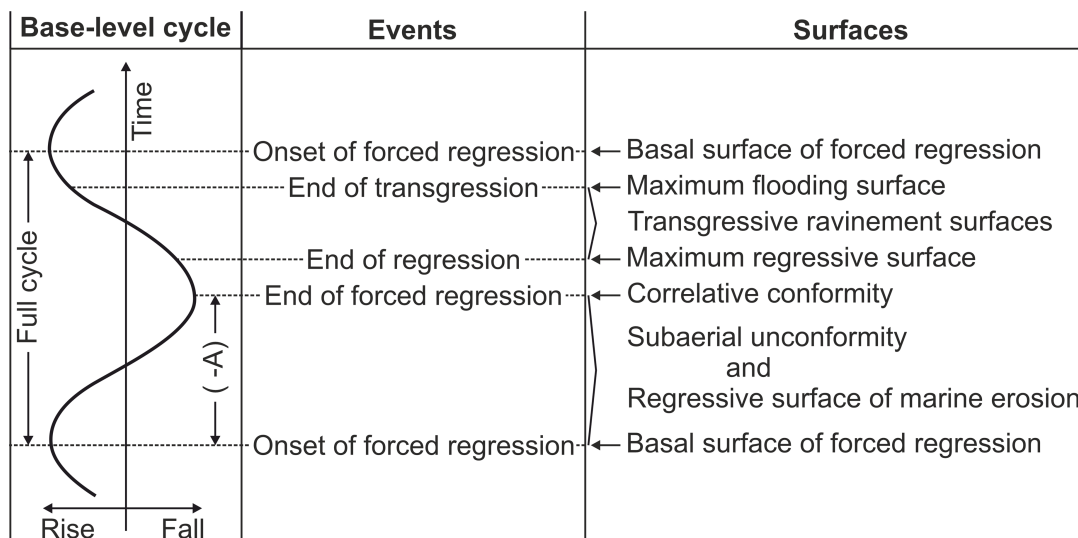 Base-level cycle
Events
Surfaces
Time
Onset of forced regression
Basal surface of forced regression
End of transgression
Maximum flooding surface
Transgressive ravinement surfaces
Full cycle
End of regression
Maximum regressive surface
End of forced regression
Correlative conformity
( -A)
Subaerial unconformity
and
Regressive surface of marine erosion
Onset of forced regression
Basal surface of forced regression
Rise
Fall